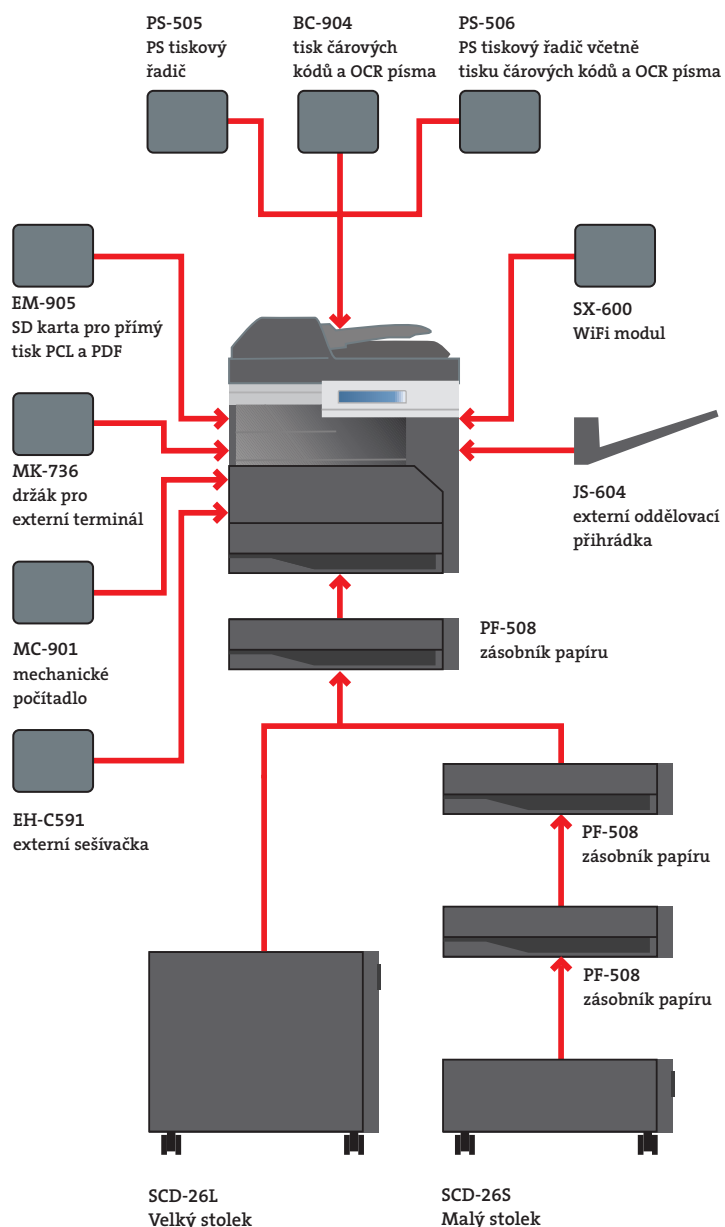 PS-505
PS tiskový
řadič
BC-904
tisk čárových
kódů a OCR písma
PS-506
PS tiskový řadič včetně
tisku čárových kódů a OCR písma
EM-905
SD karta pro přímý
tisk PCL a PDF
SX-600
WiFi modul
MK-736
držák pro
externí terminál
JS-604
externí oddělovací
přihrádka
MC-901
mechanické
počítadlo
PF-508
zásobník papíru
EH-C591
externí sešívačka
PF-508
zásobník papíru
PF-508
zásobník papíru
SCD-26L
Velký stolek
SCD-26S
Malý stolek